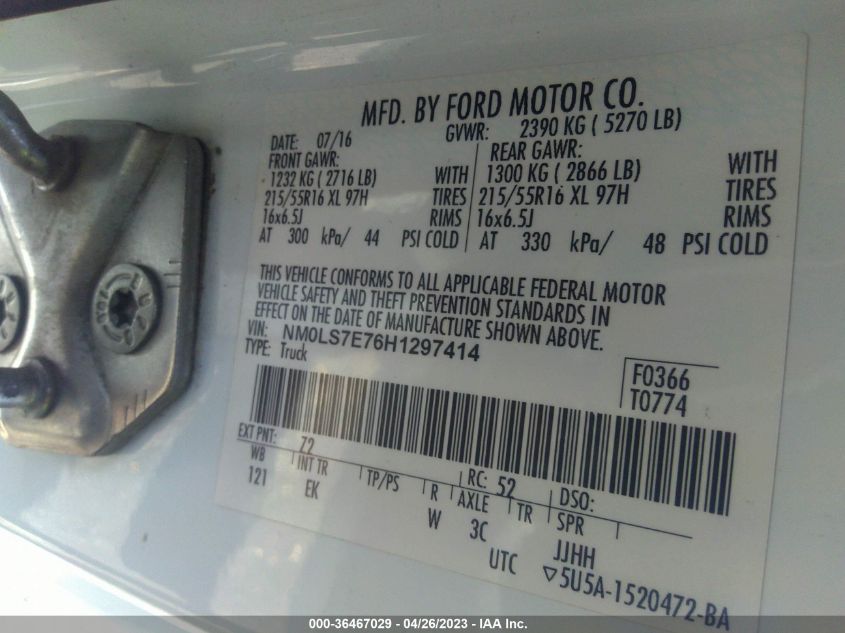 MFD. BY FORD MOTOR CO.
DATE: 07/16 GVWR: 2390 KG ( 5270 LB)
FRONT GAWR: REAR GAWR:
1232 KG ( 2716 LB) WITH 1300 KG ( 2866 LB) WITH
215/55R16 XL 97H TIRES 215/55R16 XL 97H TIRES
16x6.5J RIMS 16x6.5J RIMS
AT 300 kPa/ 44 PSI COLD AT 330 kPa/ 48 PSI COLD
THIS VEHICLE CONFORMS TO ALL APPLICABLE FEDERAL MOTOR
VEHICLE SAFETY AND THEFT PREVENTION STANDARDS IN
EFFECT ON THE DATE OF MANUFACTURE SHOWN ABOVE.
VIN: NM0LS7E76H1297414
TYPE: Truck
F0366
T0774
EXT PNT: Z2 RC: 52 DSO:
WB INT TR TP/PS R AXLE TR SPR
121 EK W 3C JJHH
UTC ▽5U5A-1520472-BA
000-36467029 - 04/26/2023 - IAA Inc.